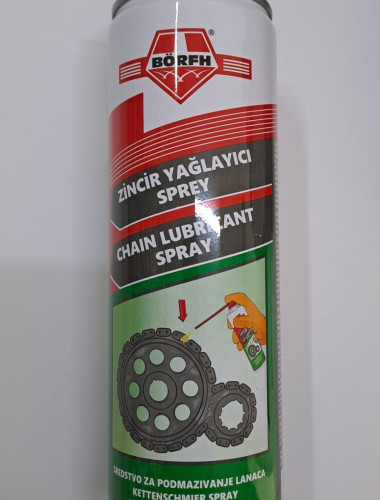 BÖRFH
®
ZİNCİR YAĞLAYICI
SPREY
CHAIN LUBRICANT
SPRAY
SREDSTVO ZA PODMAZIVANJE LANACA
KETTENSCHMIER SPRAY